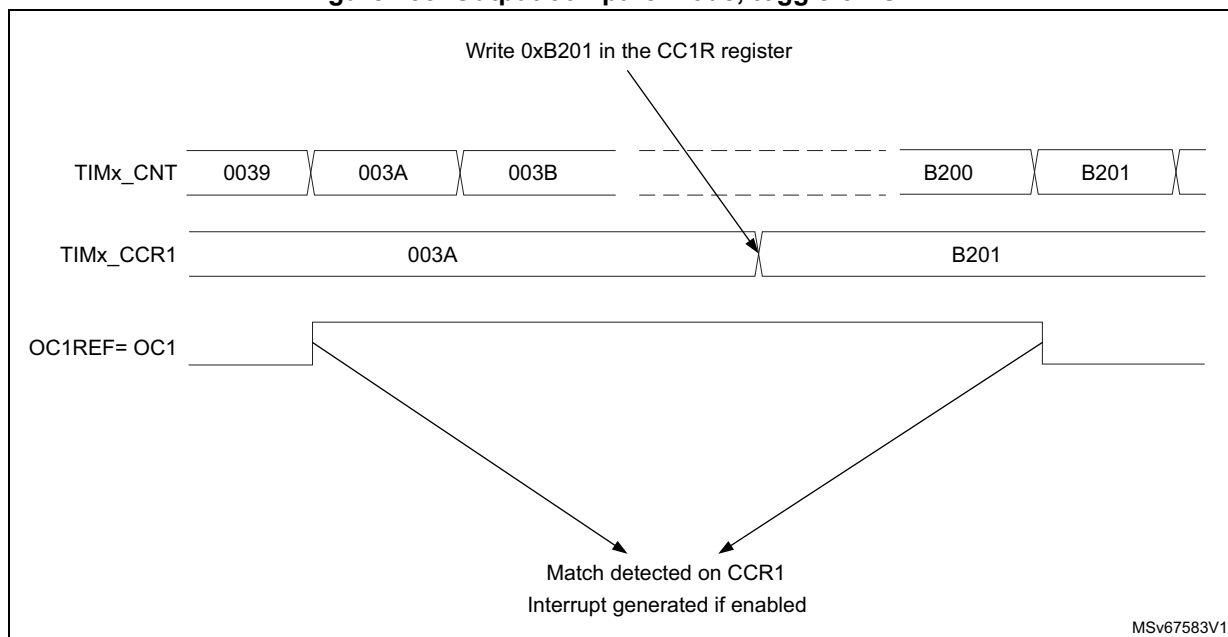 Write 0xB201 in the CC1R register
TIMx_CNT 0039 003A 003B B200 B201
TIMx_CCR1 003A B201
OC1REF= OC1
Match detected on CCR1
Interrupt generated if enabled
MSv67583V1